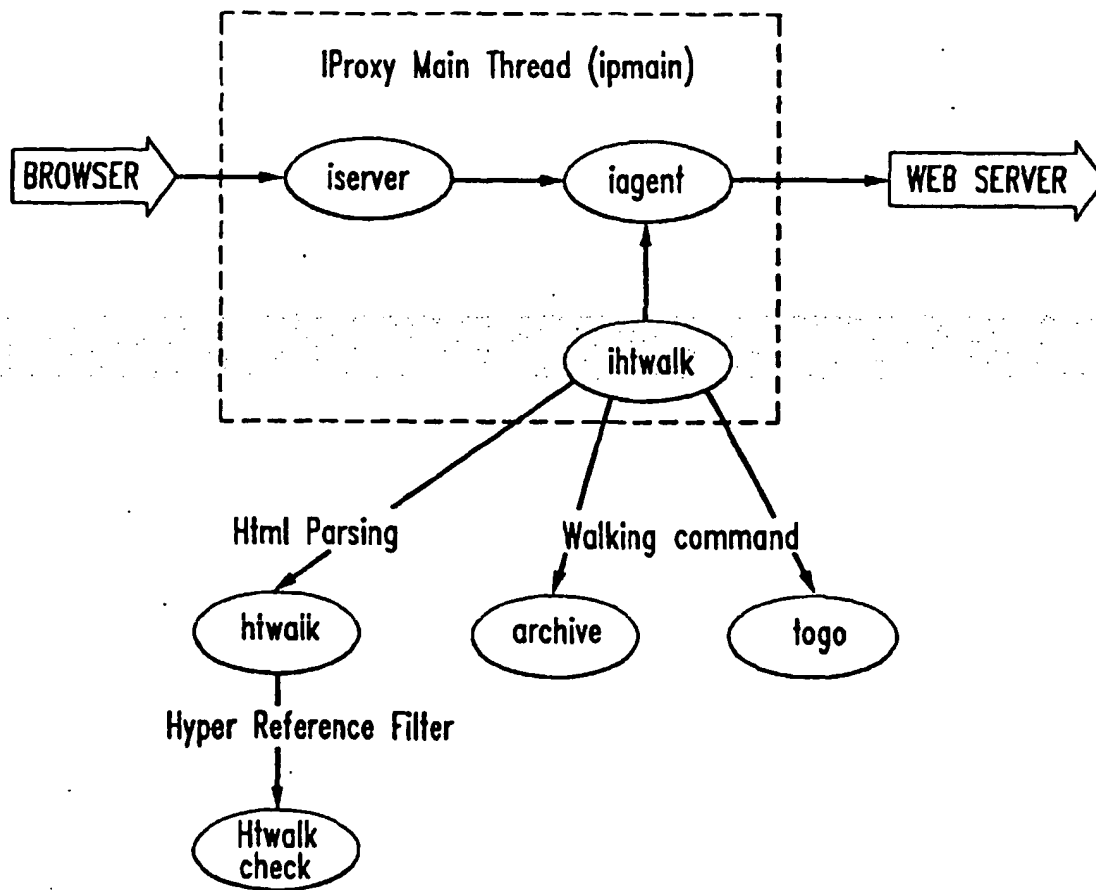 IProxy Main Thread (ipmain)
BROWSER
iserver
iagent
WEB SERVER
ihtwalk
Html Parsing
Walking command
htwalk
archive
togo
Hyper Reference Filter
Htwalk
check